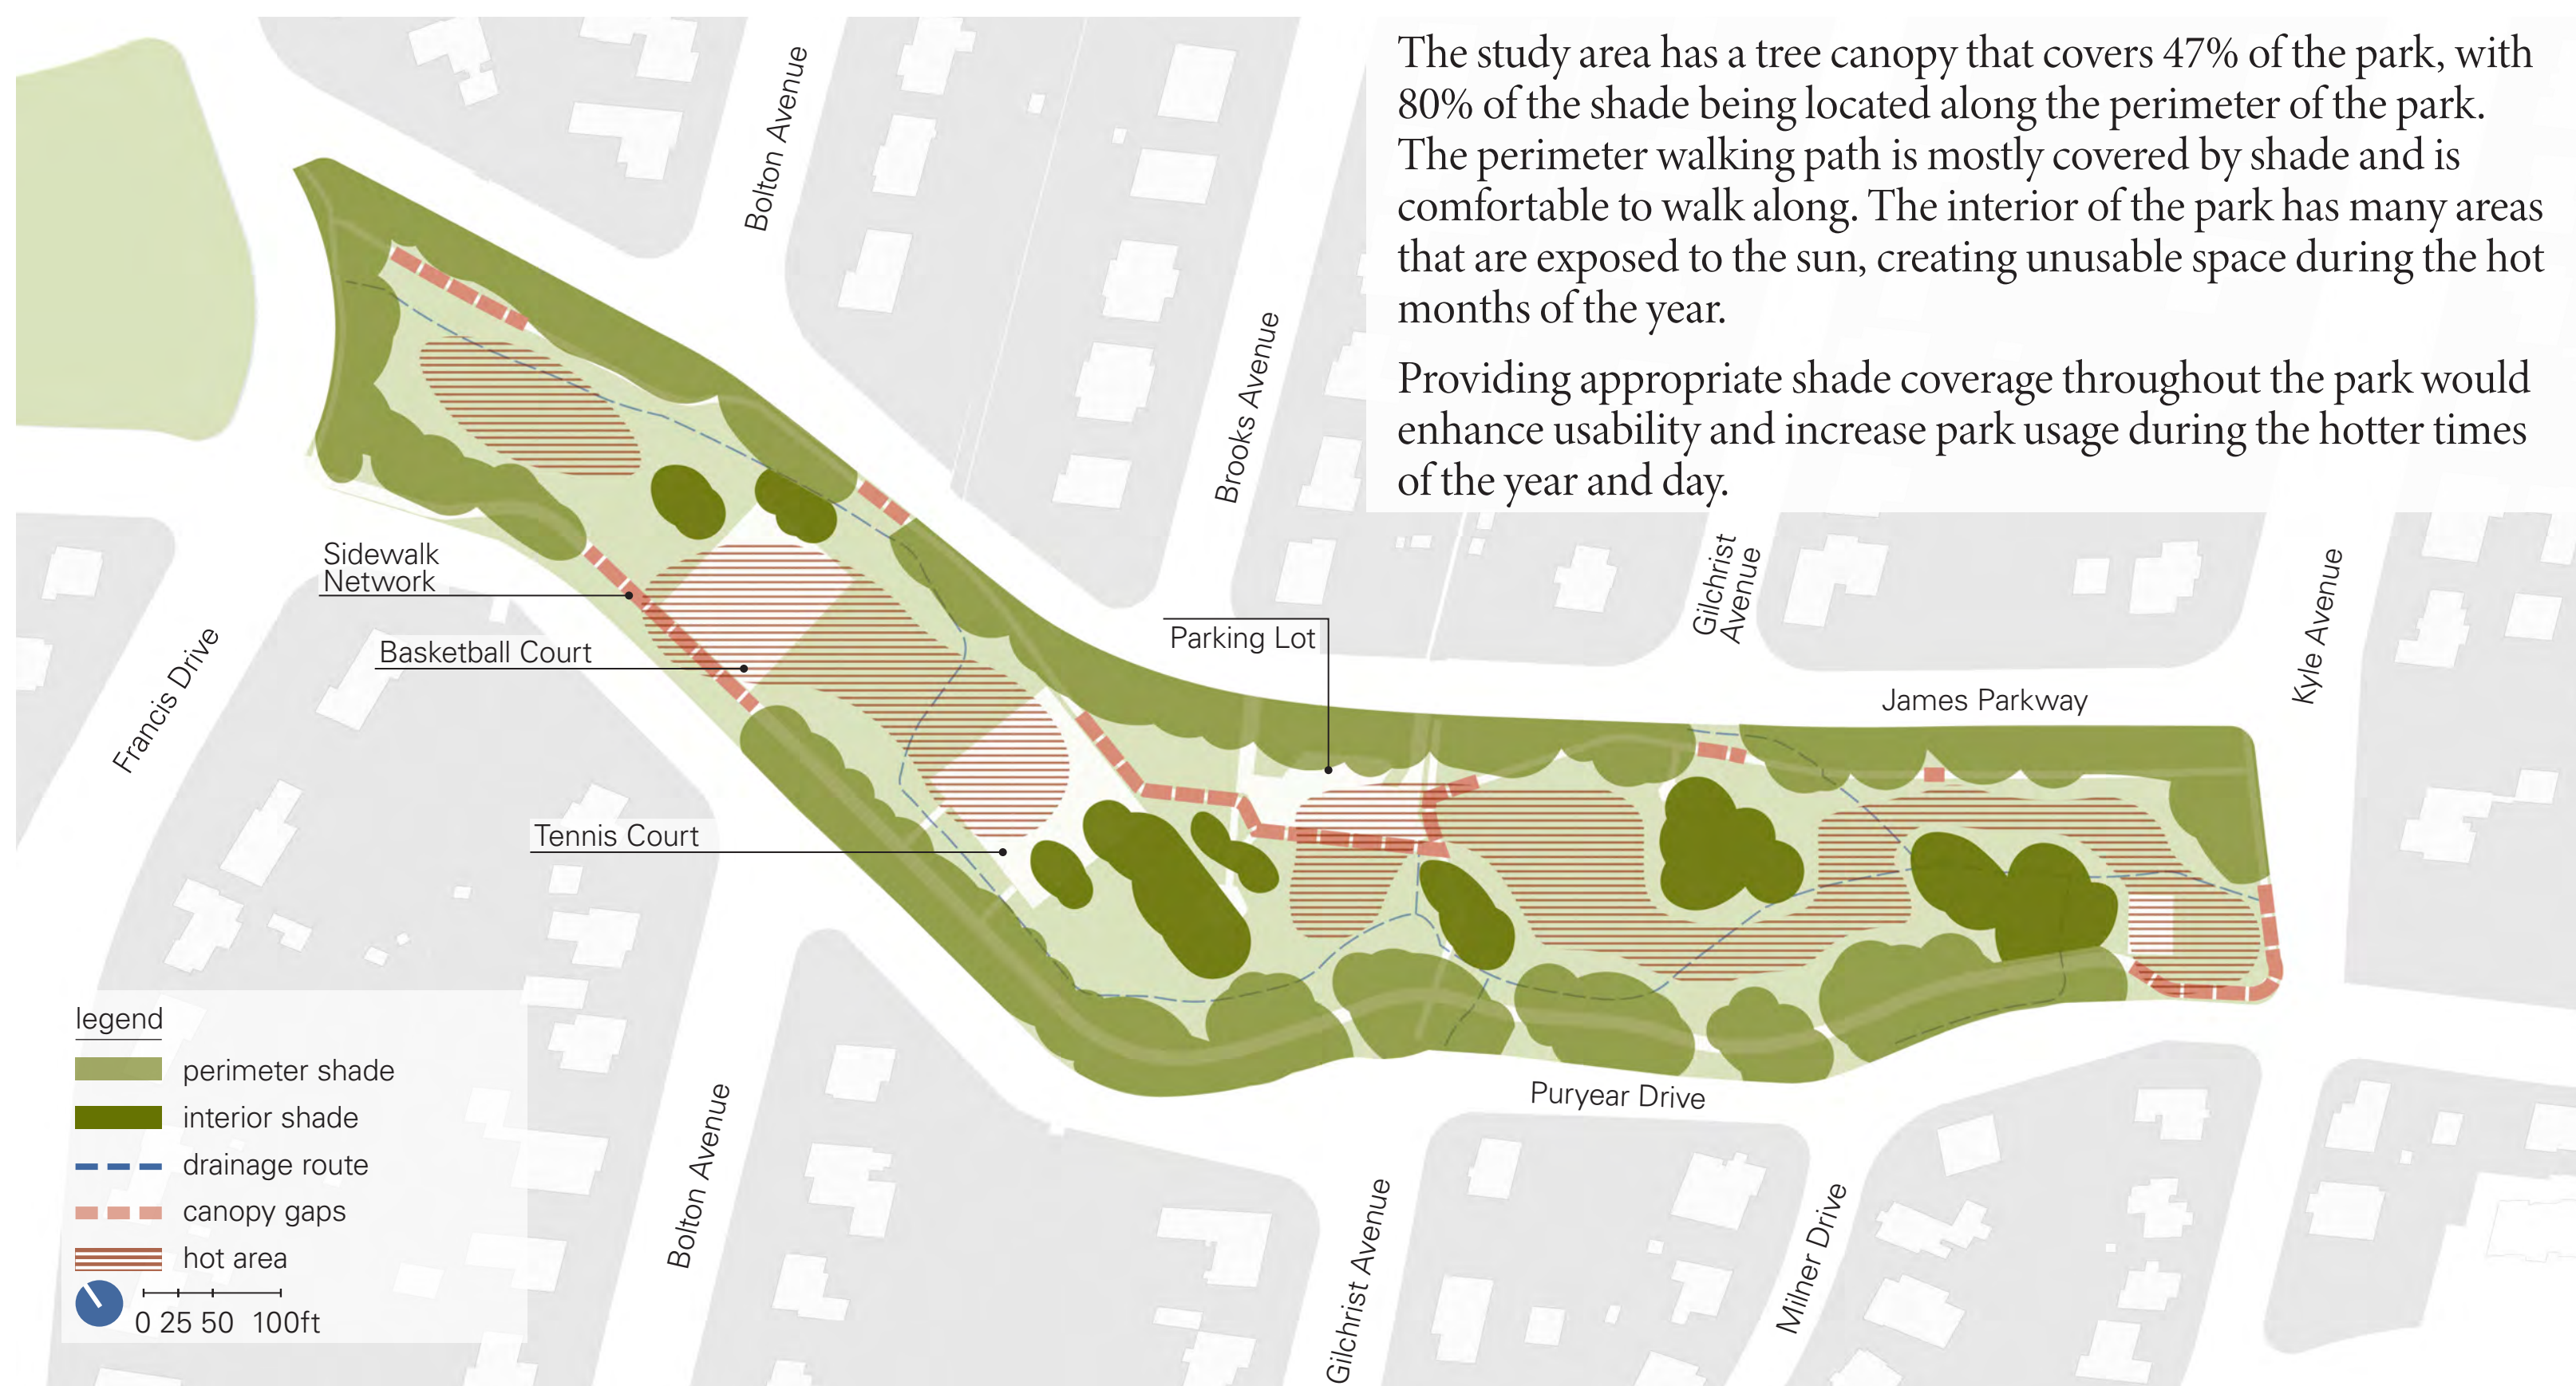 The study area has a tree canopy that covers 47% of the park, with
80% of the shade being located along the perimeter of the park.
The perimeter walking path is mostly covered by shade and is
comfortable to walk along. The interior of the park has many areas
that are exposed to the sun, creating unusable space during the hot
months of the year.
Providing appropriate shade coverage throughout the park would
enhance usability and increase park usage during the hotter times
of the year and day.
Bolton Avenue
Brooks Avenue
Gilchrist
Avenue
Kyle Avenue
Sidewalk
Network
Basketball Court
Parking Lot
James Parkway
Francis Drive
Tennis Court
Puryear Drive
Bolton Avenue
Gilchrist Avenue
Milner Drive
legend
perimeter shade
interior shade
drainage route
canopy gaps
hot area
0 25 50 100ft